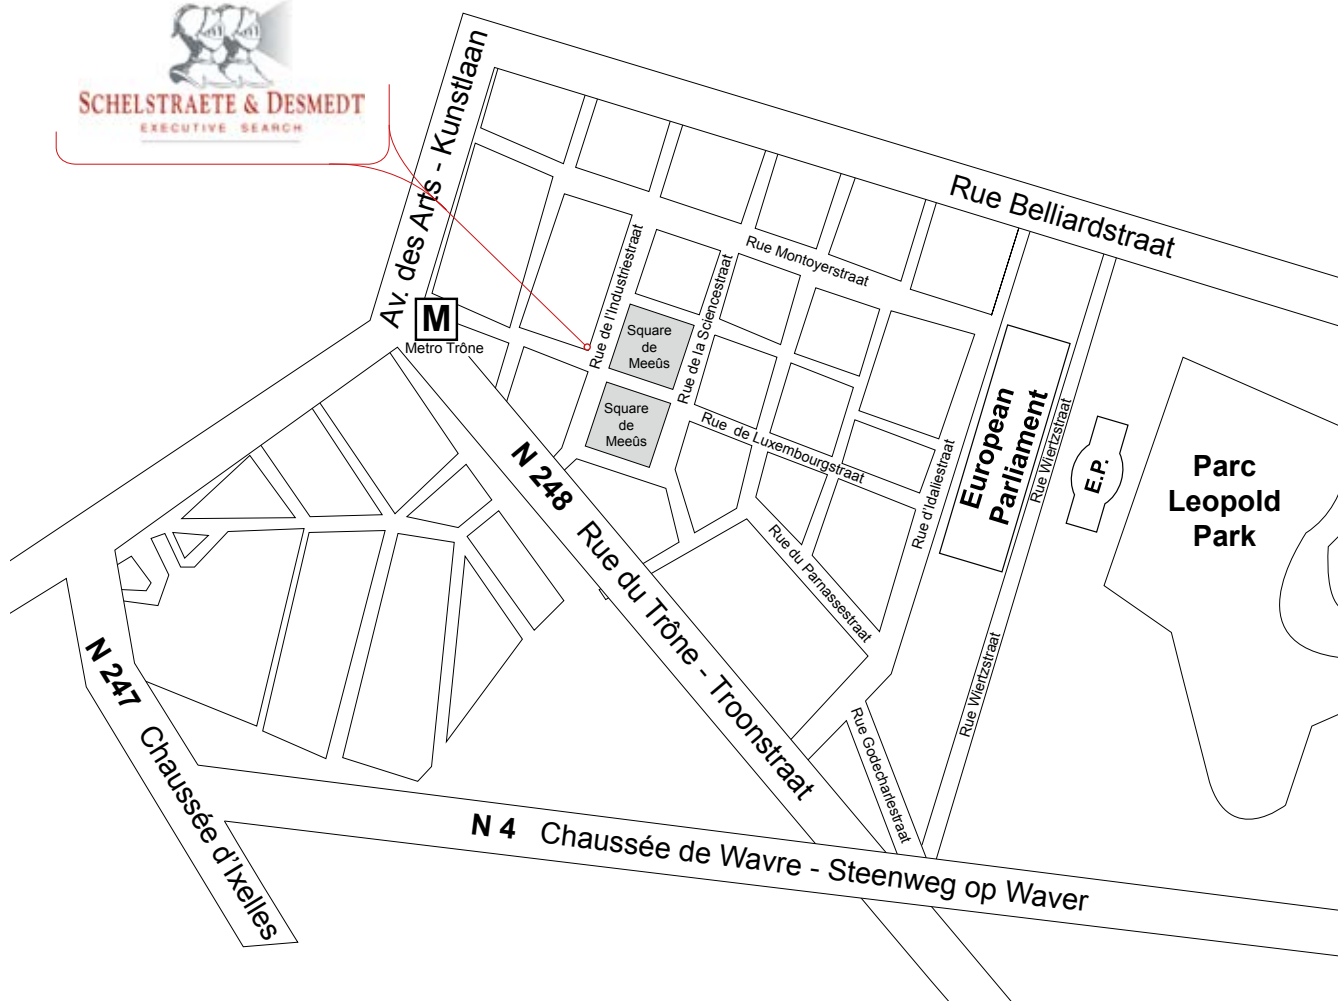 SCHELSTRAETE & DESMEDT
EXECUTIVE SEARCH
Av. des Arts - Kunstlaan
Rue Belliardstraat
Rue Montoyerstraat
Rue de l'Industriestraat
Rue de la Sciencestraat
M
Metro Trône
Square
de
Meeûs
Square
de
Meeûs
Rue de Luxembourgstraat
Rue d'Idaliestraat
European
Parliament
Rue Wiertzstraat
E.P.
Parc
Leopold
Park
N 248 Rue du Trône - Troonstraat
Rue du Parnassestraat
Rue Wiertzstraat
N 247 Chaussée d'Ixelles
Rue Godecharlestraat
N 4 Chaussée de Wavre - Steenweg op Waver